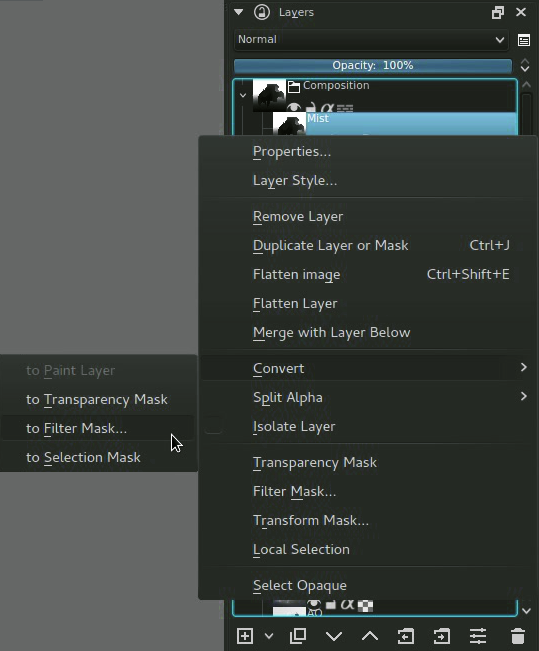 Layers
Normal
Opacity: 100%
Composition
Mist
Properties...
Layer Style...
Remove Layer
Duplicate Layer or Mask Ctrl+J
Flatten image Ctrl+Shift+E
Flatten Layer
Merge with Layer Below
Convert
to Paint Layer
to Transparency Mask
to Filter Mask...
to Selection Mask
Split Alpha
Isolate Layer
Transparency Mask
Filter Mask...
Transform Mask...
Local Selection
Select Opaque